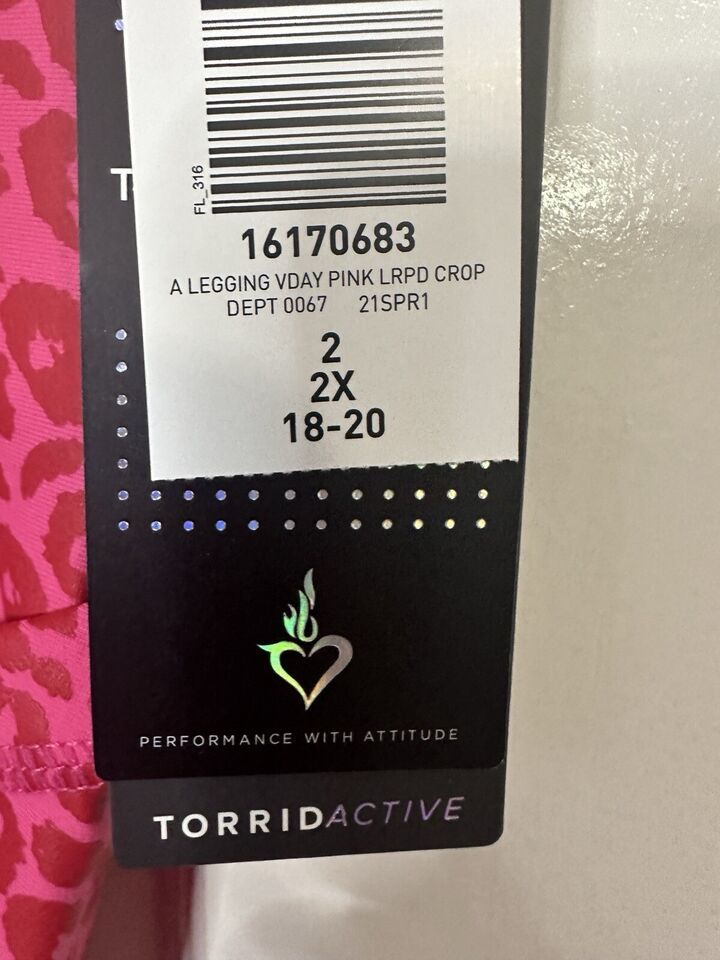 FL_316
16170683
A LEGGING VDAY PINK LRPD CROP
DEPT 0067 21SPR1
2
2X
18-20
PERFORMANCE WITH ATTITUDE
TORRIDACTIVE